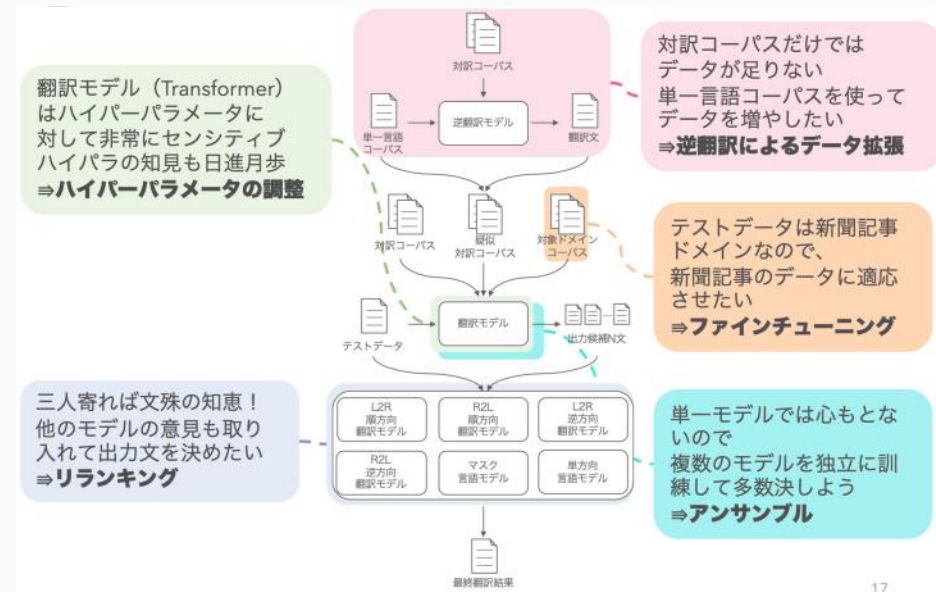 翻訳モデル（Transformer）
はハイパーパラメータに
対して非常にセンシティブ
ハイパラの知見も日進月歩
⇒ハイパーパラメータの調整
対訳コーパス
単一言語
コーパス
逆翻訳モデル
翻訳文
対訳コーパスだけでは
データが足りない
単一言語コーパスを使って
データを増やしたい
⇒逆翻訳によるデータ拡張
対訳コーパス
疑似
対訳コーパス
対象ドメイン
コーパス
テストデータは新聞記事
ドメインなので、
新聞記事のデータに適応
させたい
⇒ファインチューニング
テストデータ
翻訳モデル
出力候補N文
三人寄れば文殊の知恵！
他のモデルの意見も取り
入れて出力文を決めたい
⇒リランキング
L2R
順方向
翻訳モデル
R2L
順方向
翻訳モデル
L2R
逆方向
翻訳モデル
R2L
逆方向
翻訳モデル
マスク
言語モデル
単方向
言語モデル
単一モデルでは心もとな
いので
複数のモデルを独立に訓
練して多数決しよう
⇒アンサンブル
最終翻訳結果
17